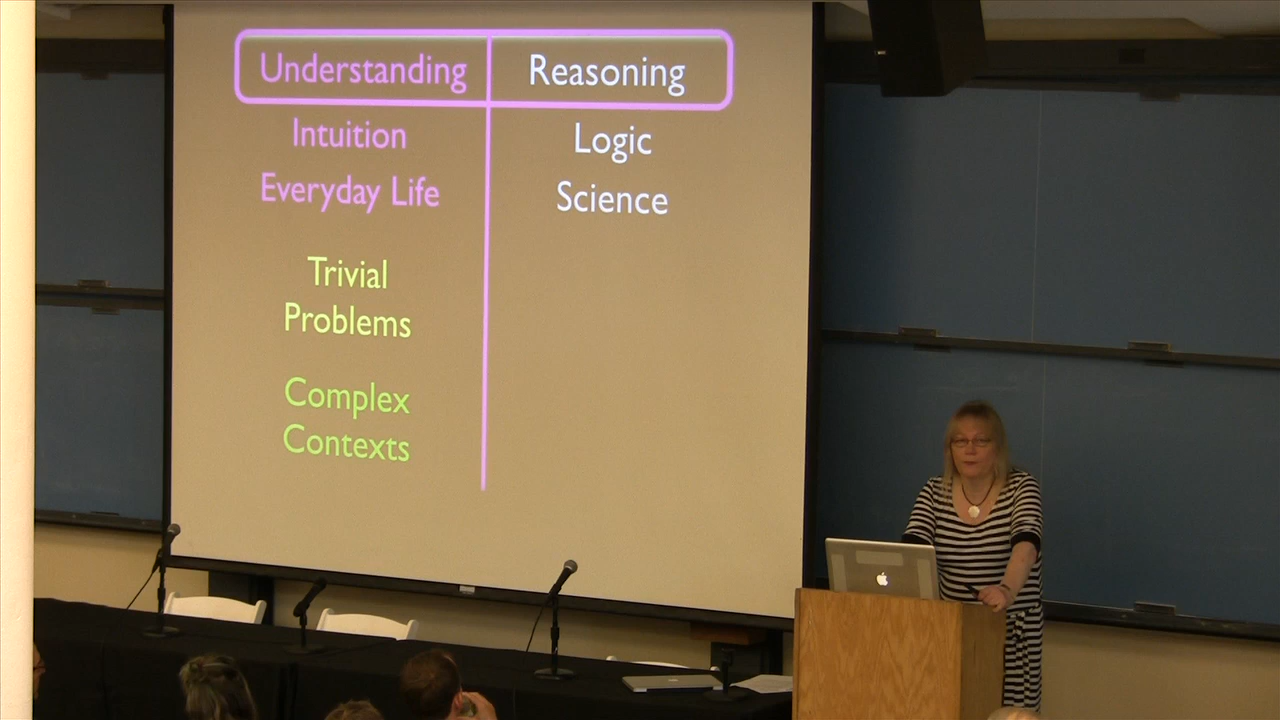 Understanding Reasoning
Intuition Logic
Everyday Life Science
Trivial
Problems
Complex
Contexts